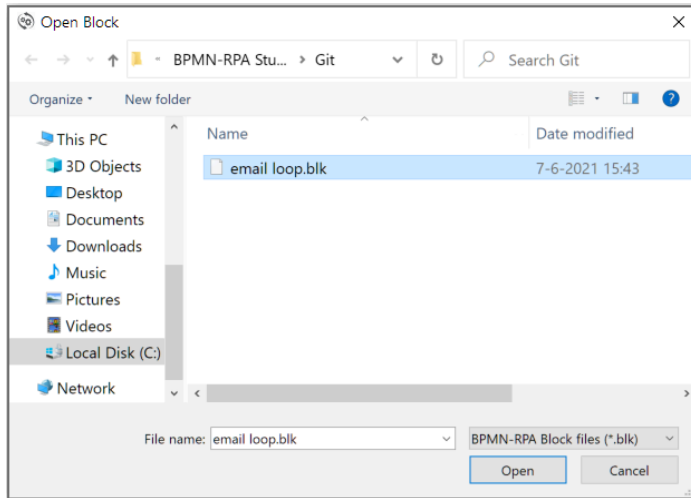 Open Block
BPMN-RPA Stu... > Git
Search Git
Organize
New folder
This PC
3D Objects
Desktop
Documents
Downloads
Music
Pictures
Videos
Local Disk (C:)
Network
Name
Date modified
email loop.blk
7-6-2021 15:43
File name: email loop.blk
BPMN-RPA Block files (*.blk)
Open
Cancel